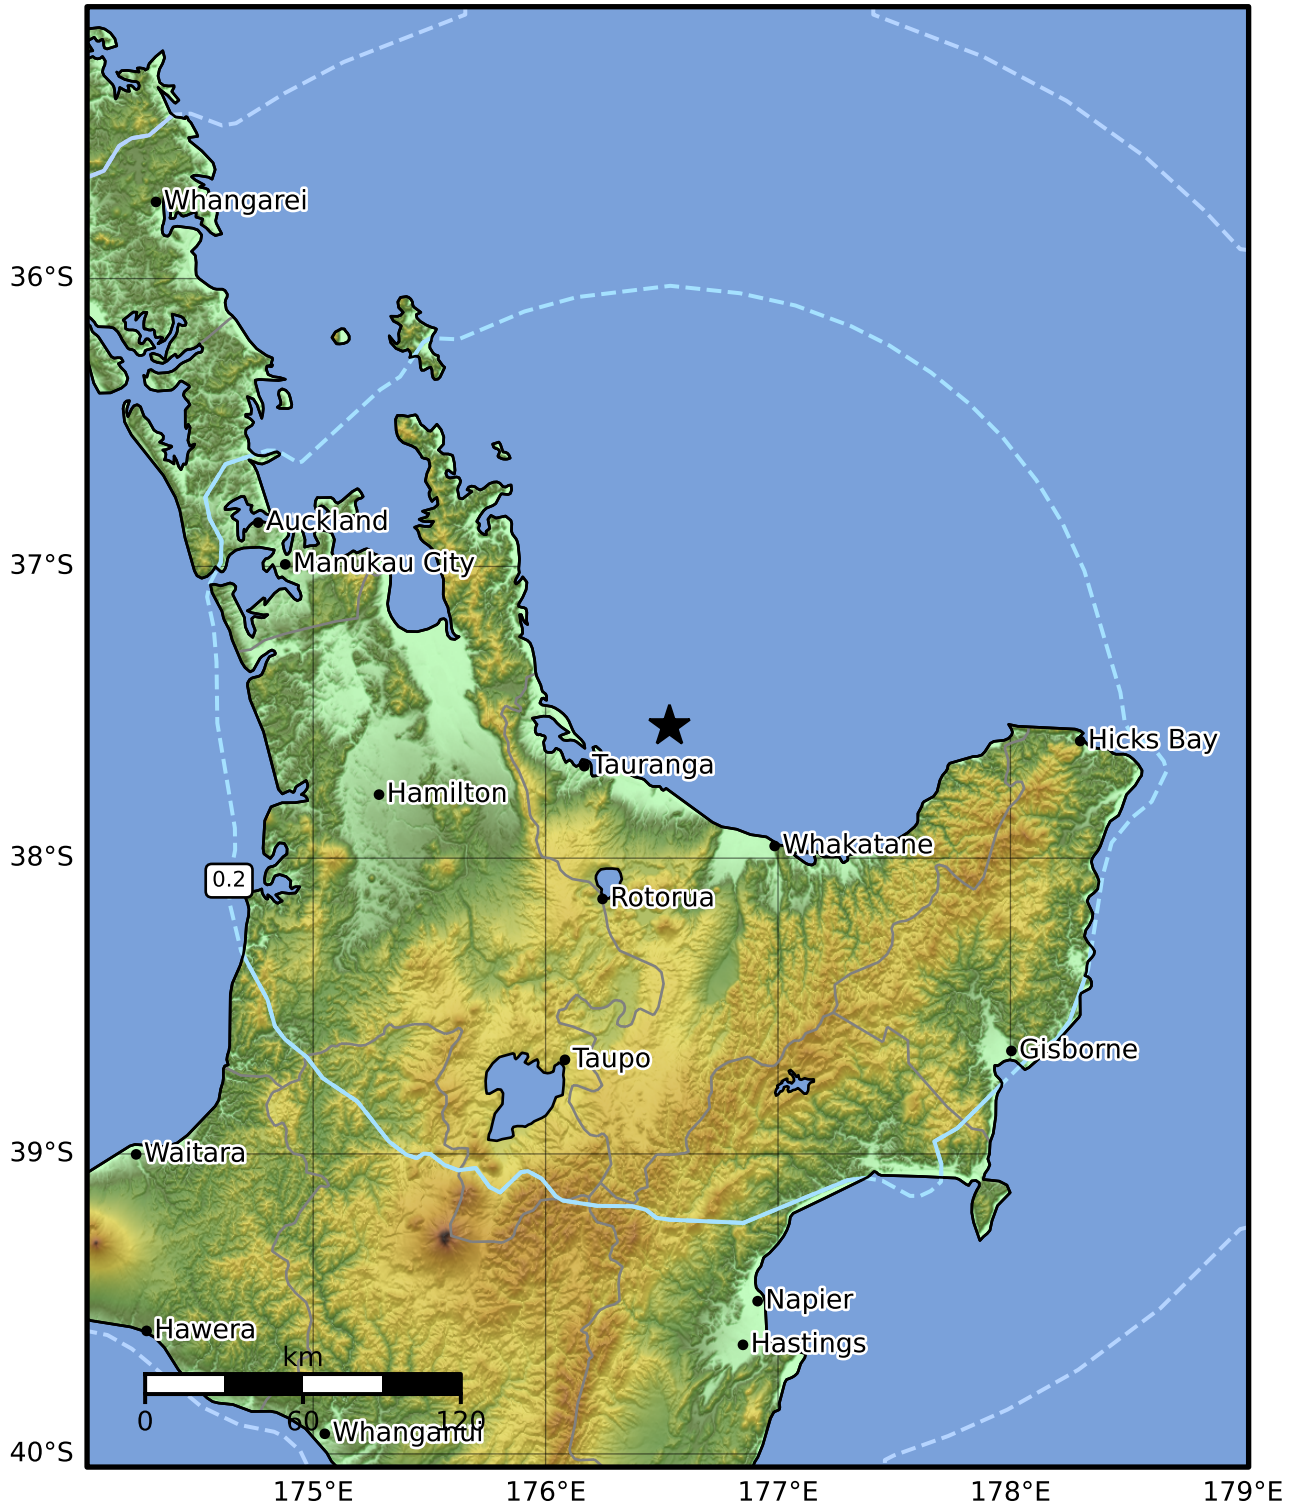 Whangarei
36°S
Auckland
Manukau City
37°S
Hicks Bay
Tauranga
Hamilton
Whakatane
38°S
0.2
Rotorua
Gisborne
Taupo
Waitara
39°S
Napier
Hawera
Hastings
km
0 60 120
Whanganui
40°S
175°E 176°E 177°E 178°E 179°E